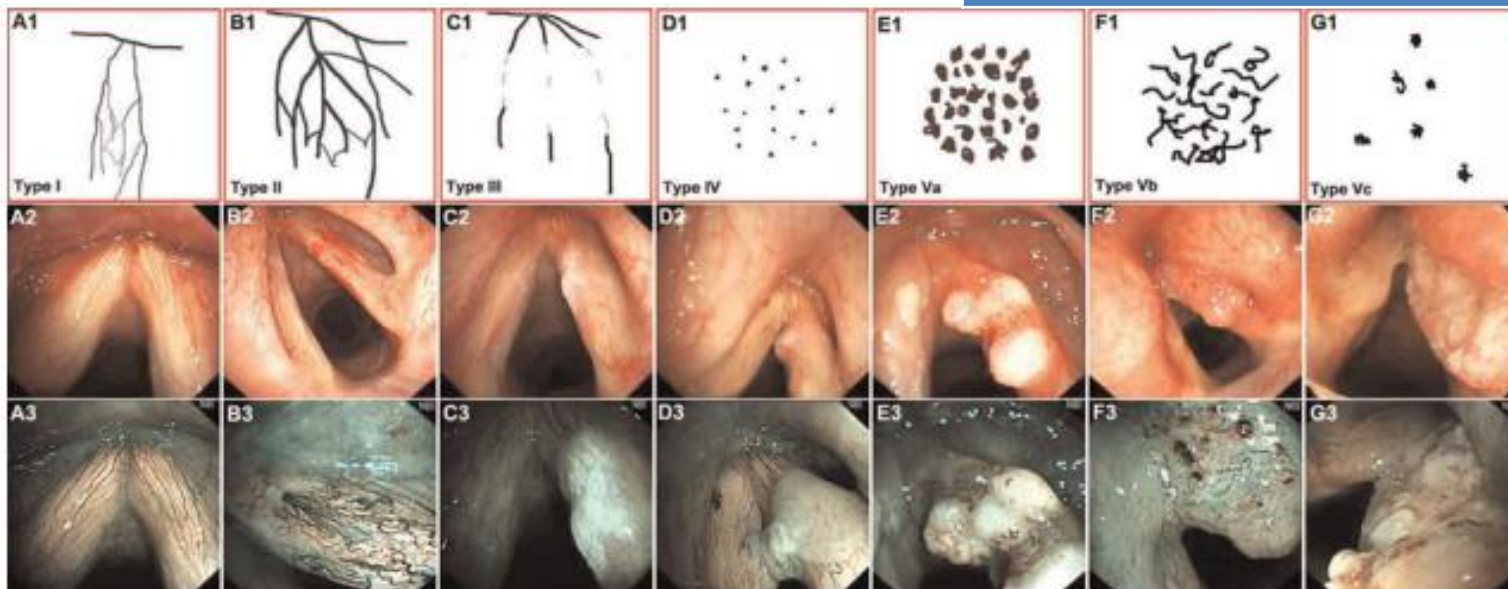 A1 B1 C1 D1 E1 F1 G1
Type I Type II Type III Type IV Type Va Type Vb Type Vc
A2 B2 C2 D2 E2 F2 G2
A3 B3 C3 D3 E3 F3 G3